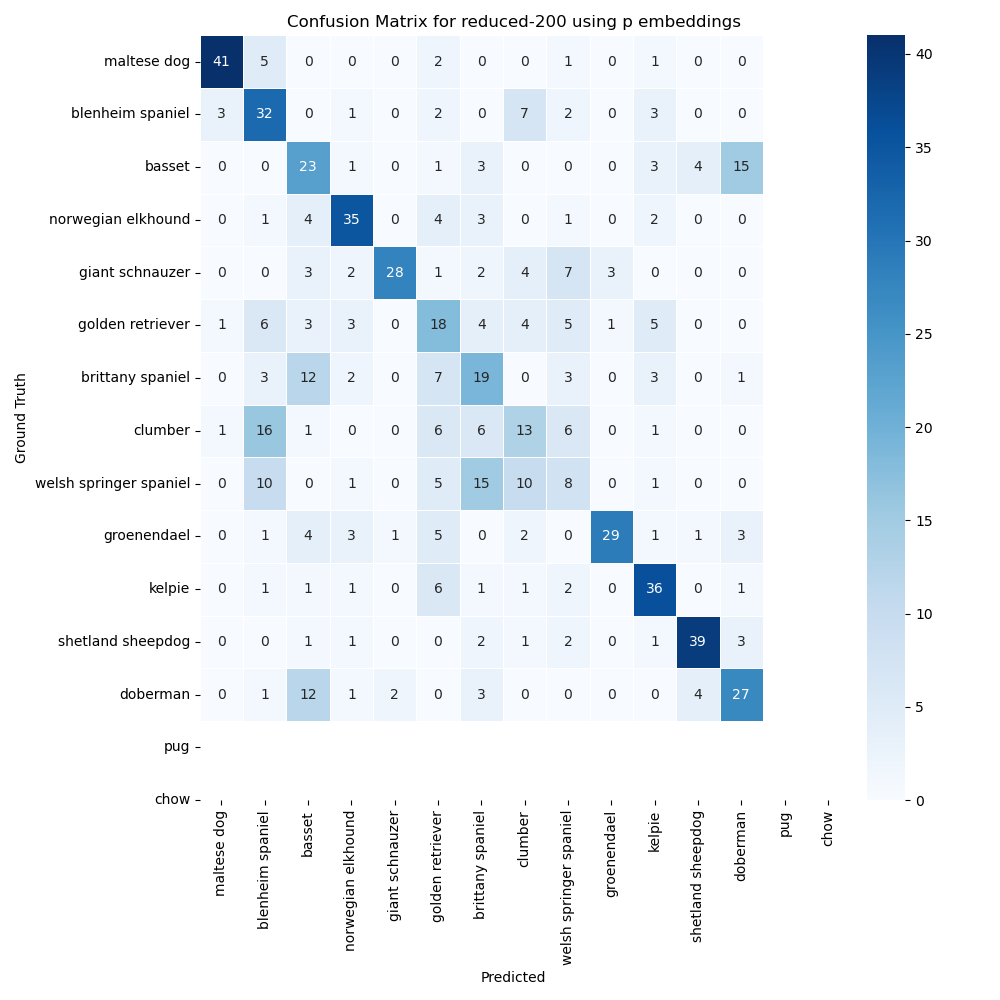 Confusion Matrix for reduced-200 using p embeddings
maltese dog 41 5 0 0 0 2 0 0 1 0 1 0 0
blenheim spaniel 3 32 0 1 0 2 0 7 2 0 3 0 0
basset 0 0 23 1 0 1 3 0 0 0 3 4 15
norwegian elkhound 0 1 4 35 0 4 3 0 1 0 2 0 0
giant schnauzer 0 0 3 2 28 1 2 4 7 3 0 0 0
golden retriever 1 6 3 3 0 18 4 4 5 1 5 0 0
brittany spaniel 0 3 12 2 0 7 19 0 3 0 3 0 1
clumber 1 16 1 0 0 6 6 13 6 0 1 0 0
welsh springer spaniel 0 10 0 1 0 5 15 10 8 0 1 0 0
groenendael 0 1 4 3 1 5 0 2 0 29 1 1 3
kelpie 0 1 1 1 0 6 1 1 2 0 36 0 1
shetland sheepdog 0 0 1 1 0 0 2 1 2 0 1 39 3
doberman 0 1 12 1 2 0 3 0 0 0 0 4 27
pug
chow
Ground Truth
maltese dog
blenheim spaniel
basset
norwegian elkhound
giant schnauzer
golden retriever
brittany spaniel
clumber
welsh springer spaniel
groenendael
kelpie
shetland sheepdog
doberman
pug
chow
Predicted
40
35
30
25
20
15
10
5
0